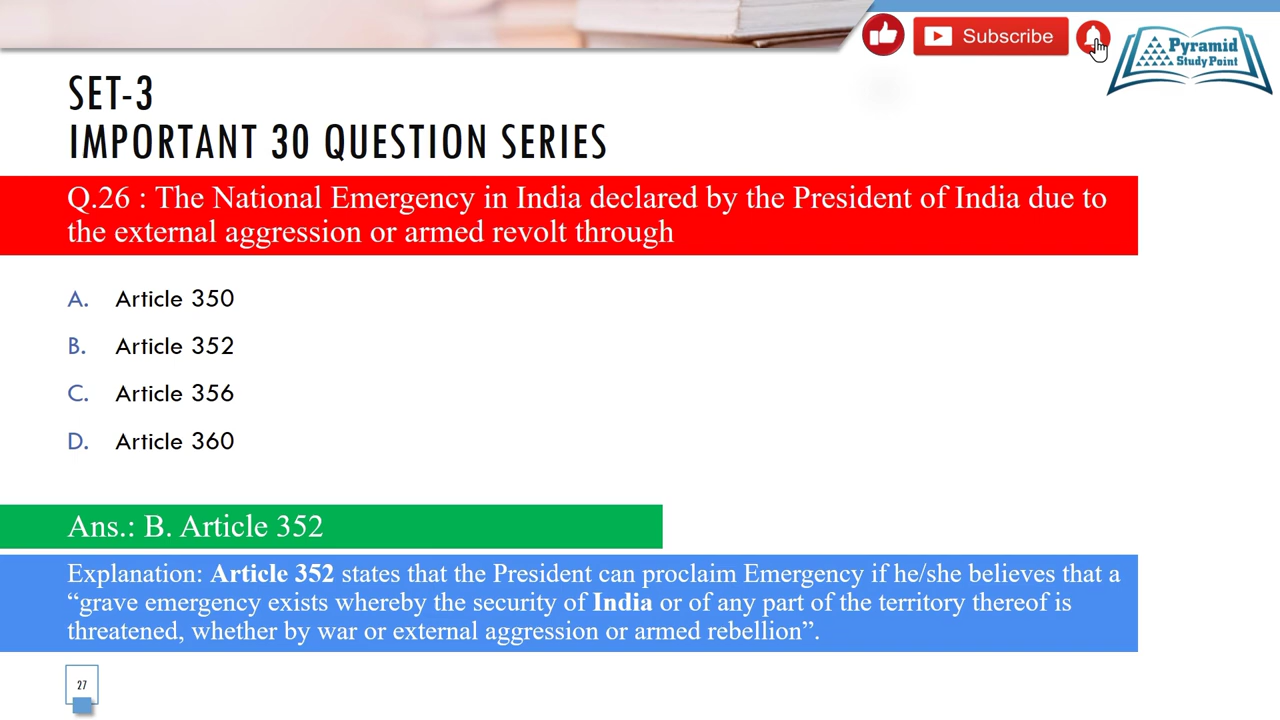 Subscribe
Pyramid
Study Point
SET-3
IMPORTANT 30 QUESTION SERIES
Q.26 : The National Emergency in India declared by the President of India due to
the external aggression or armed revolt through
A. Article 350
B. Article 352
C. Article 356
D. Article 360
Ans.: B. Article 352
Explanation: Article 352 states that the President can proclaim Emergency if he/she believes that a
“grave emergency exists whereby the security of India or of any part of the territory thereof is
threatened, whether by war or external aggression or armed rebellion”.
27